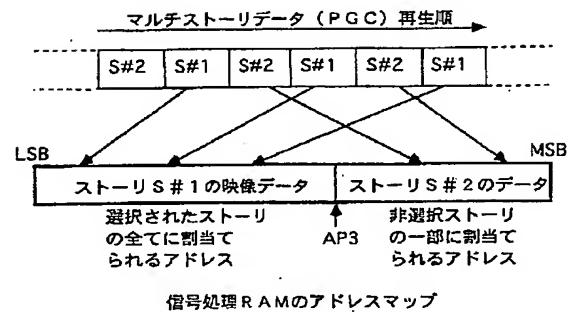 マルチストーリデータ（PGC）再生順
S#2 S#1 S#2 S#1 S#2 S#1
LSB MSB
ストーリS#1の映像データ ストーリS#2のデータ
選択されたストーリ
の全てに割当て
られるアドレス
AP3
非選択ストーリ
の一部に割当て
られるアドレス
信号処理RAMのアドレスマップ